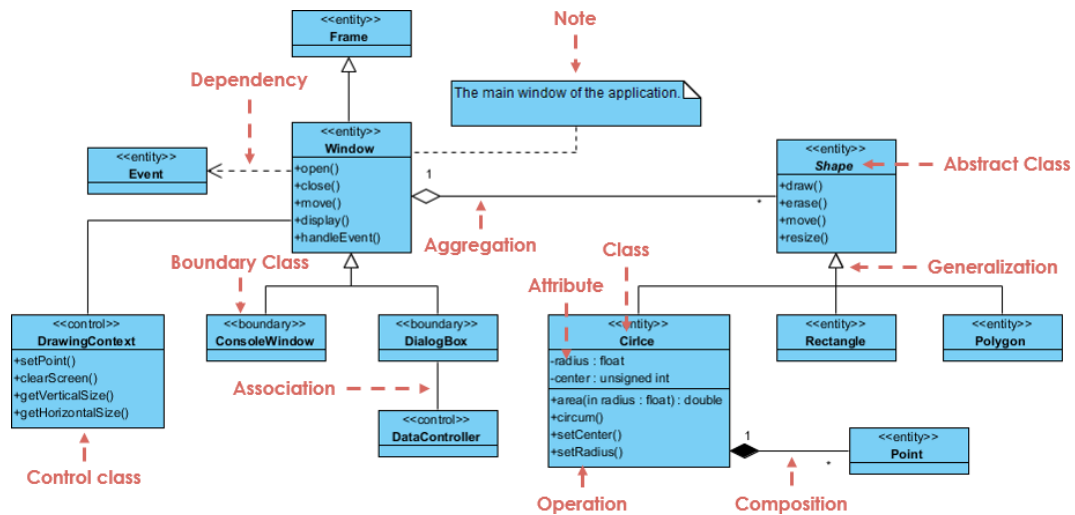 <<entity>>
Frame
Note
Dependency
The main window of the application.
<<entity>>
Window
+open()
+close()
+move()
+display()
+handleEvent()
<<entity>>
Event
1
*
Aggregation
<<entity>>
Shape
+draw()
+erase()
+move()
+resize()
Abstract Class
Generalization
Boundary Class
Class
Attribute
<<control>>
DrawingContext
+setPoint()
+clearScreen()
+getVerticalSize()
+getHorizontalSize()
Control class
<<boundary>>
ConsoleWindow
<<boundary>>
DialogBox
Association
<<control>>
DataController
<<entity>>
Cirlce
-radius : float
-center : unsigned int
+area(in radius : float) : double
+circum()
+setCenter()
+setRadius()
Operation
<<entity>>
Rectangle
<<entity>>
Polygon
1
*
Composition
<<entity>>
Point